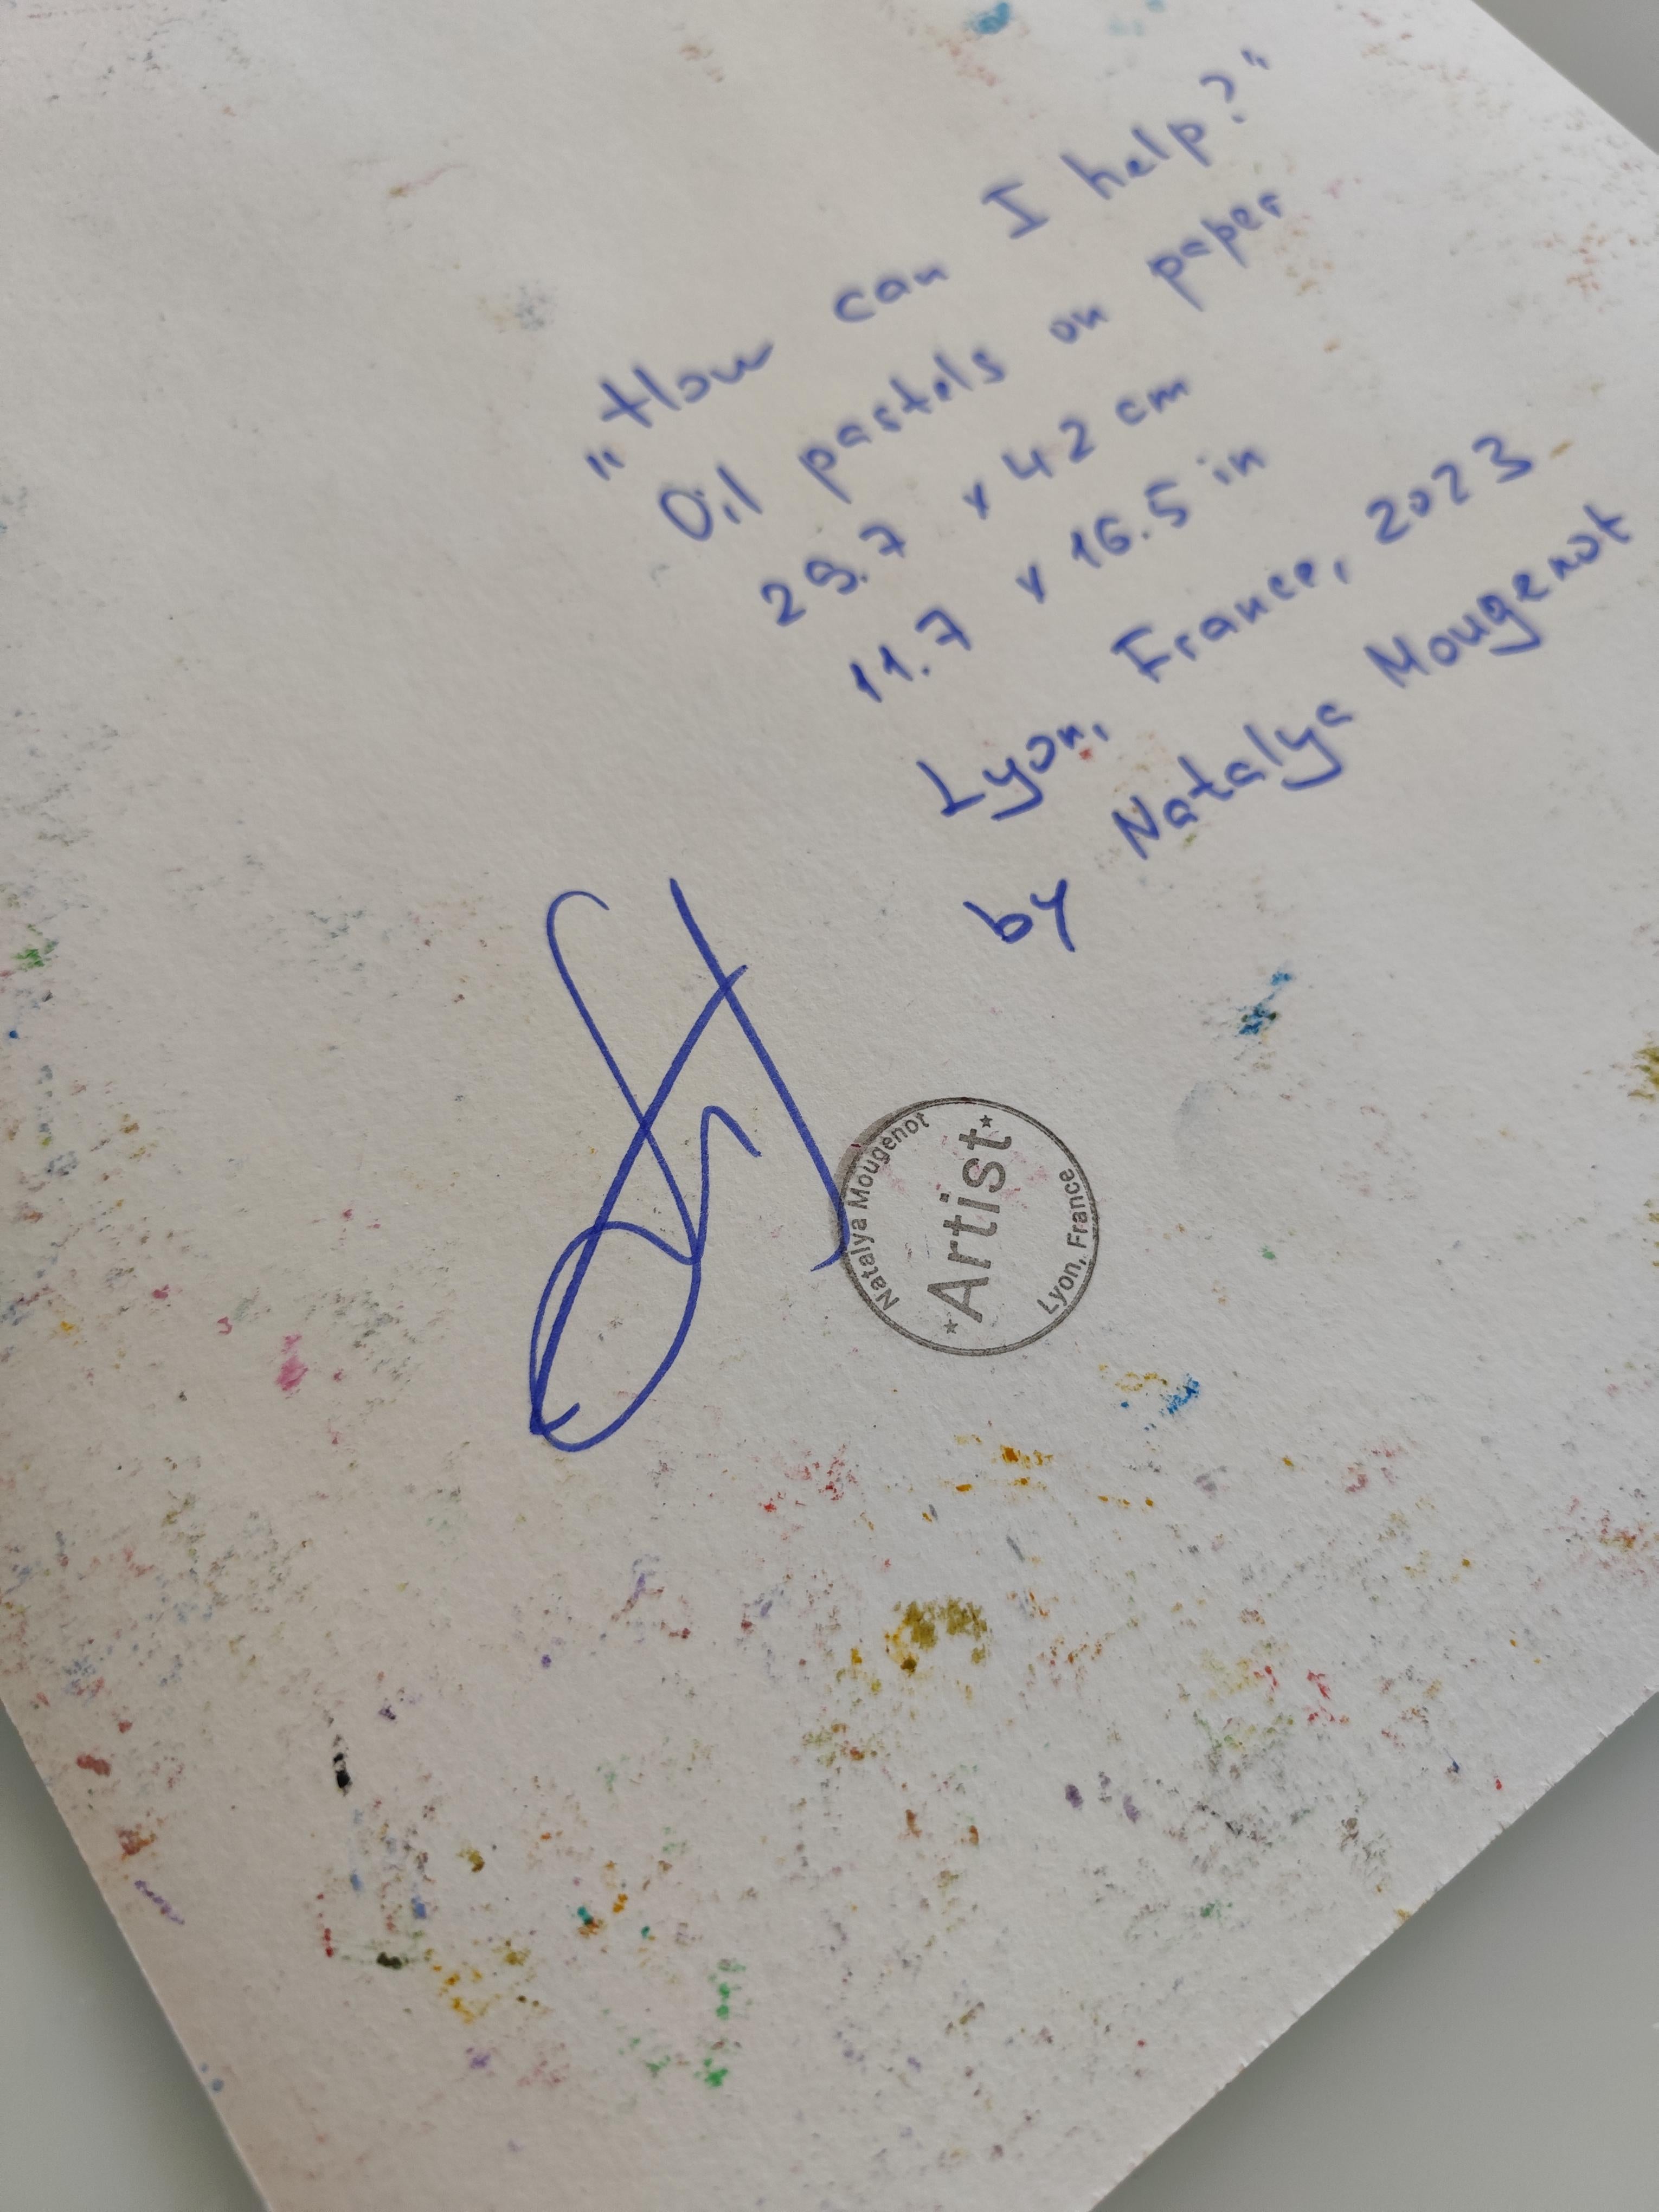 "How can I help?"
Oil pastels on paper
29.7 x 42 cm
11.7 x 16.5 in
Lyon, France, 2023
by Natalya Mougenot
Natalya Mougenot
*Artist*
Lyon, France